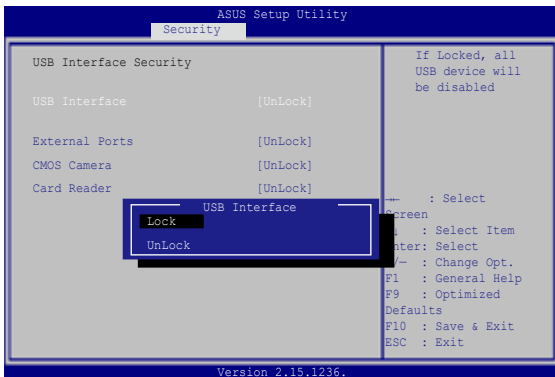 ASUS Setup Utility
Security
USB Interface Security
USB Interface [UnLock]
External Ports [UnLock]
CMOS Camera [UnLock]
Card Reader [UnLock]
USB Interface
Lock
UnLock
If Locked, all
USB device will
be disabled
→← : Select
Screen
: Select Item
nter: Select
/— : Change Opt.
F1 : General Help
F9 : Optimized
Defaults
F10 : Save & Exit
ESC : Exit
Version 2.15.1236.